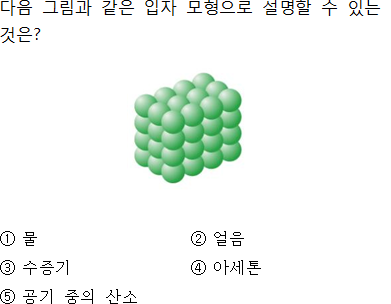 다음 그림과 같은 입자 모형으로 설명할 수 있는
것은?
① 물 ② 얼음
③ 수증기 ④ 아세톤
⑤ 공기 중의 산소